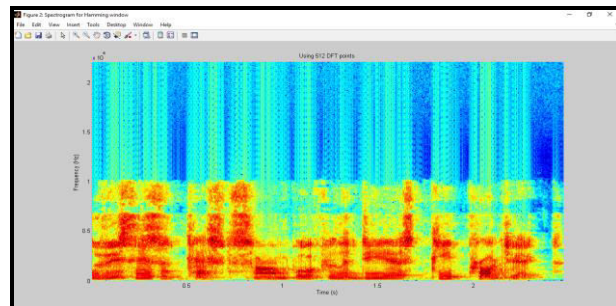 Figure 2: Spectrogram for Hamming window
File Edit View Insert Tools Desktop Window Help
Using 512 DFT points
x 10⁴
2
1.5
1
0.5
0
Frequency (Hz)
0.5 1 1.5 2
Time (s)